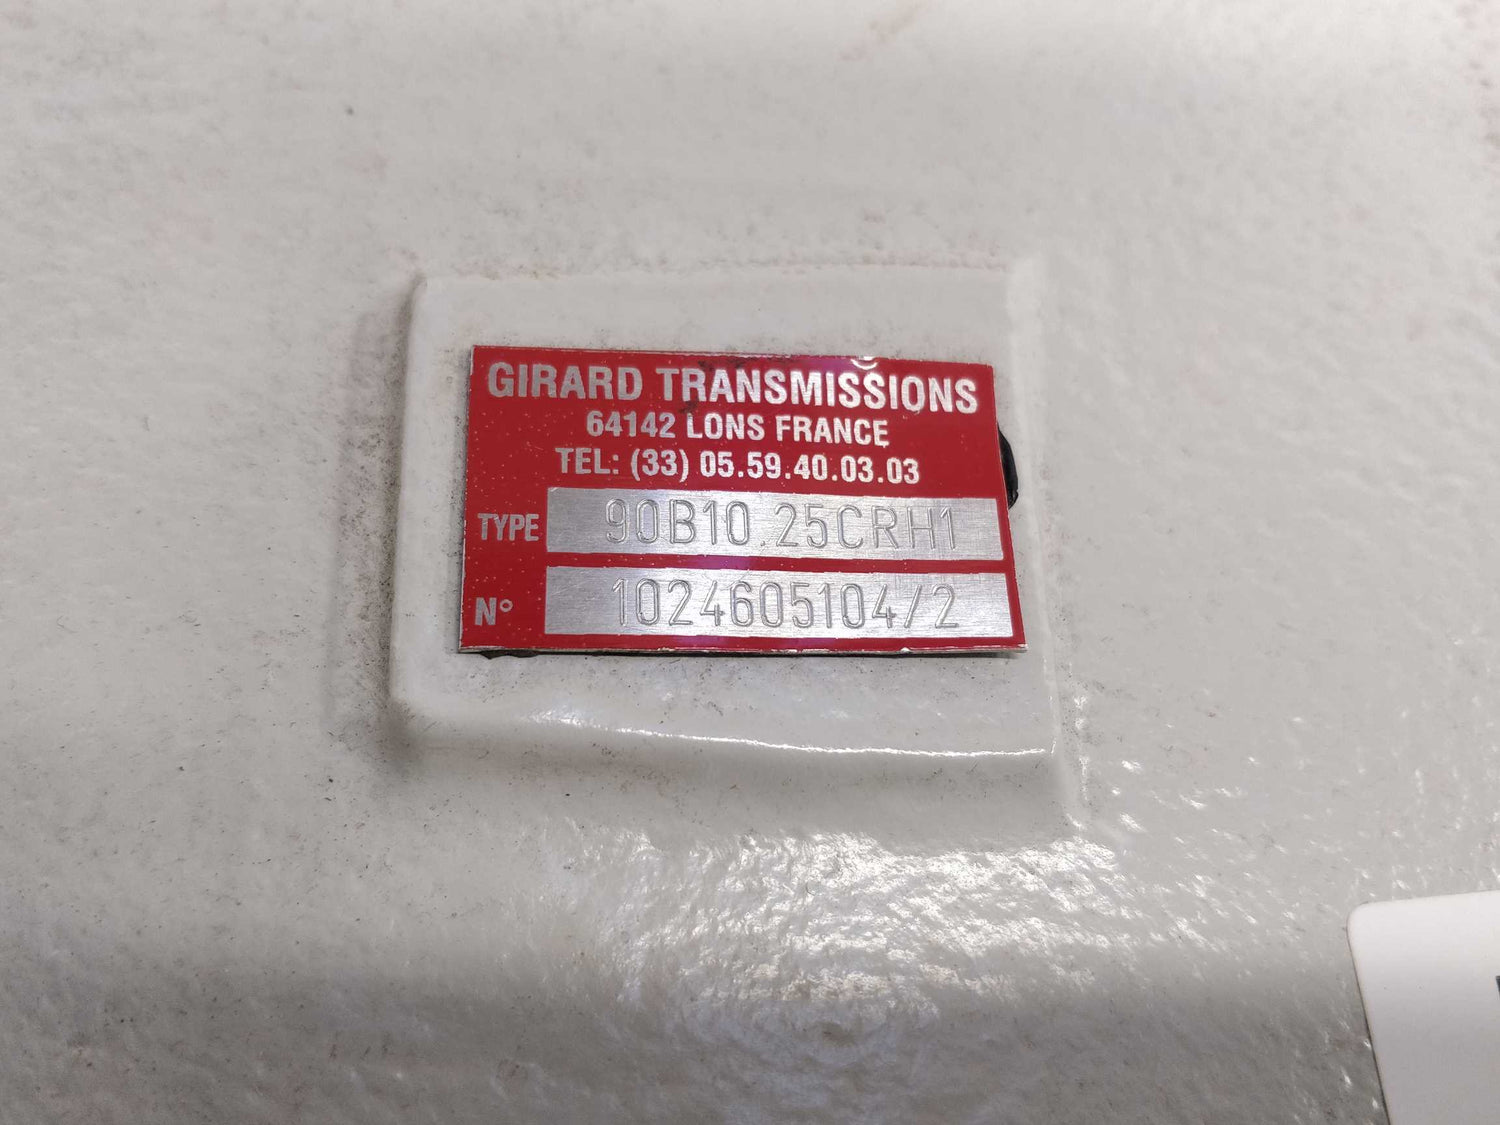 GIRARD TRANSMISSIONS
64142 LONS FRANCE
TEL: (33) 05.59.40.03.03
TYPE 90B10.25CRH1
N° 1024605104/2